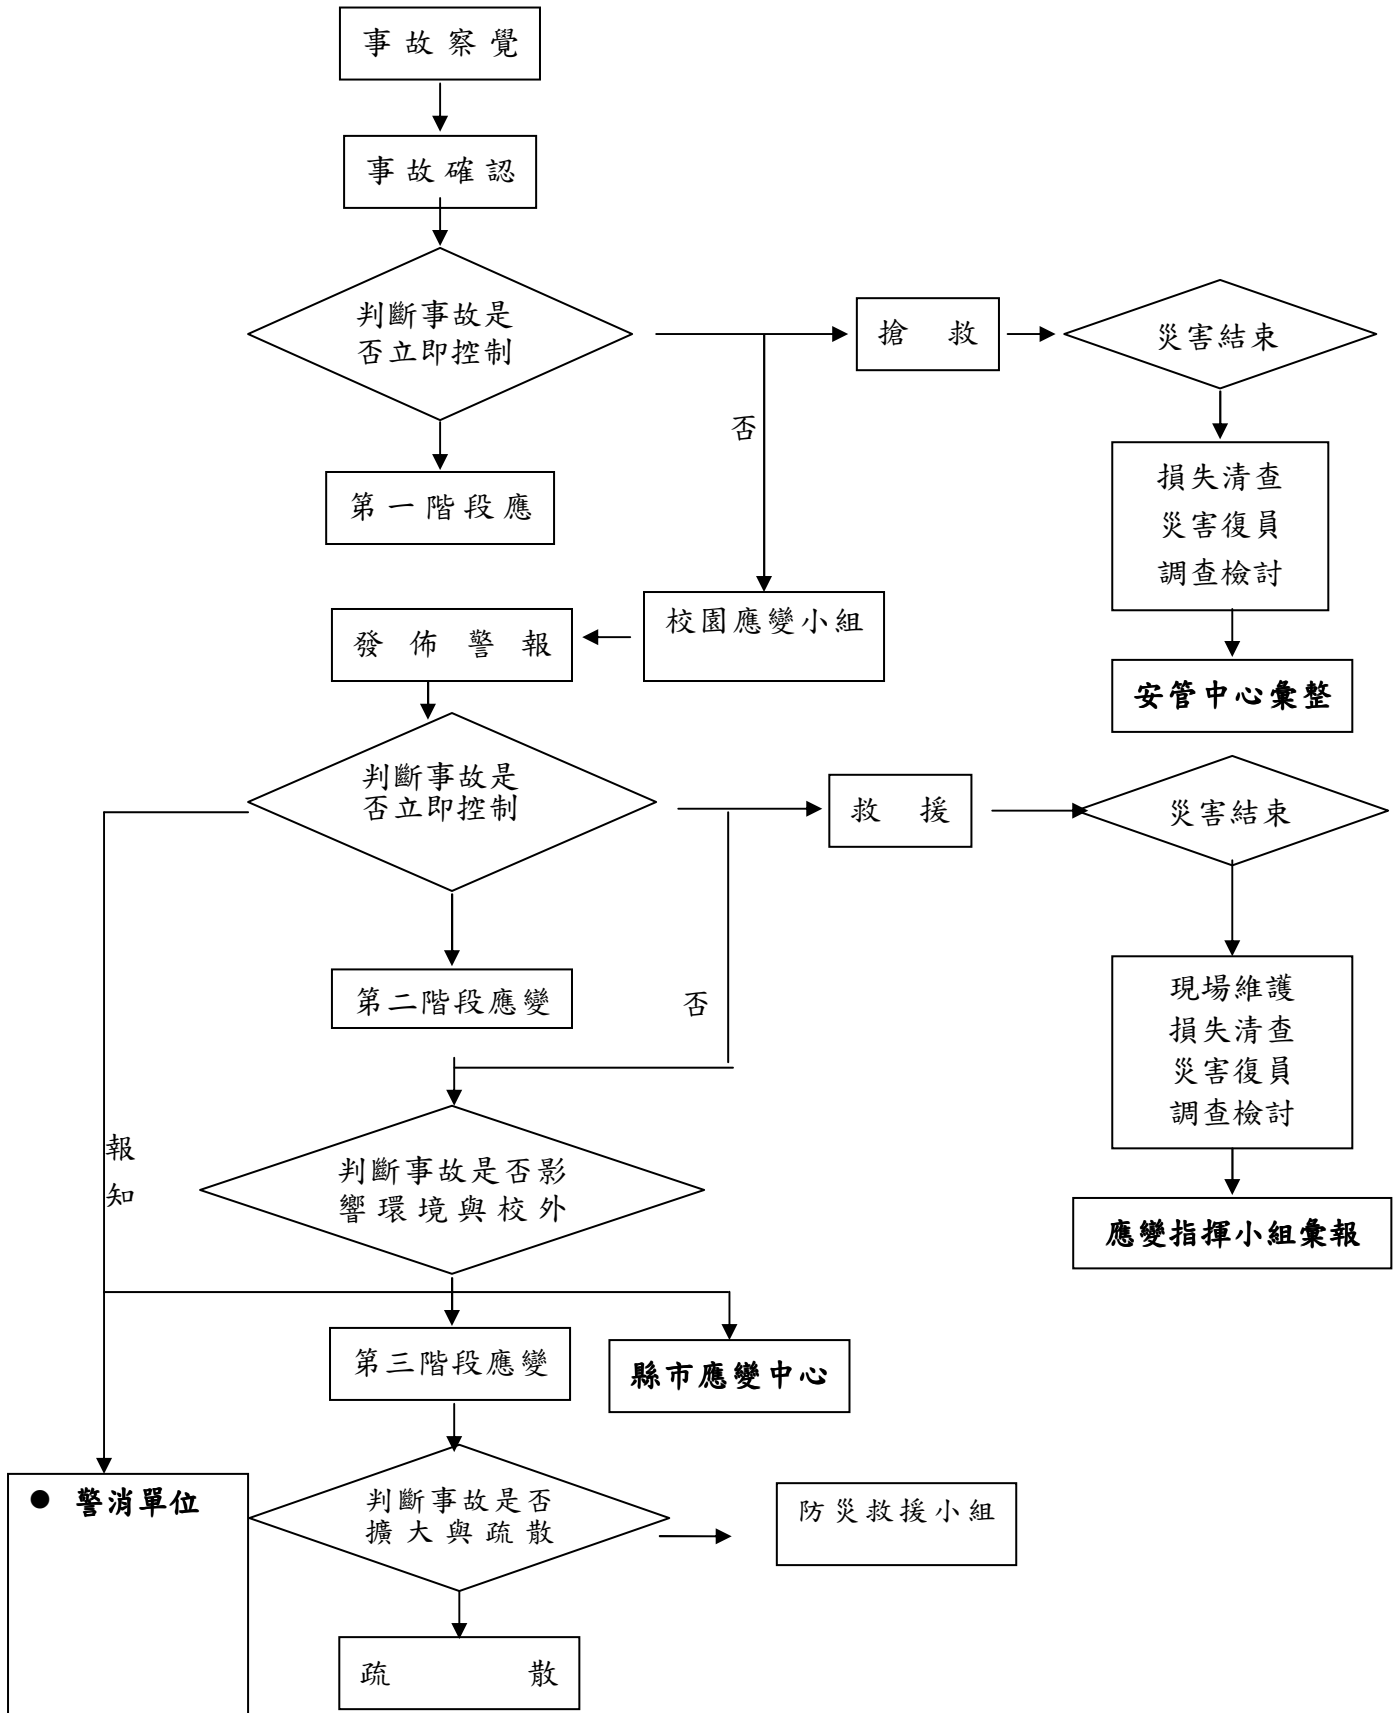 事故察覺
事故確認
判斷事故是
否立即控制
搶 救
災害結束
否
第一階段應
損失清查
災害復員
調查檢討
校園應變小組
發佈警報
安管中心彙整
判斷事故是
否立即控制
救 援
災害結束
第二階段應變
否
現場維護
損失清查
災害復員
調查檢討
報
知
判斷事故是否影
響環境與校外
應變指揮小組彙報
第三階段應變
縣市應變中心
● 警消單位
判斷事故是否
擴大與疏散
防災救援小組
疏 散